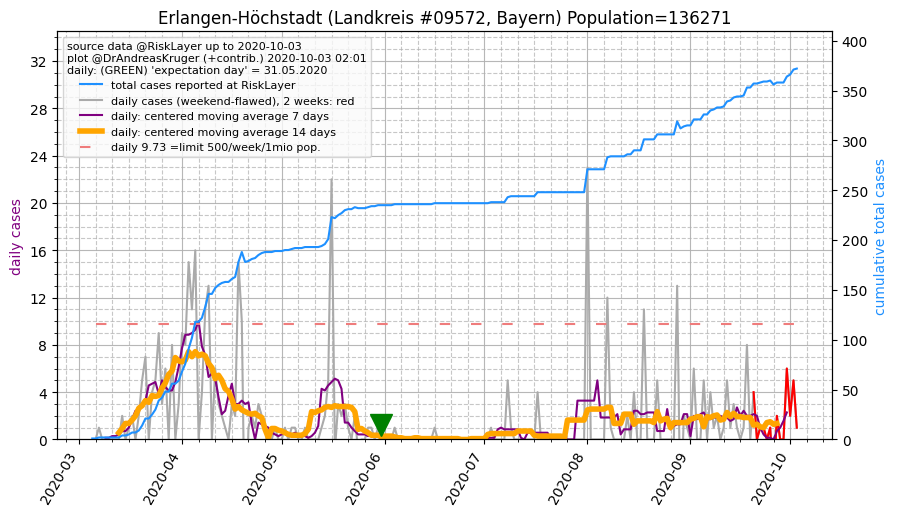 Erlangen-Höchstadt (Landkreis #09572, Bayern) Population=136271
source data @RiskLayer up to 2020-10-03
plot @DrAndreasKruger (+contrib.) 2020-10-03 02:01
daily: (GREEN) 'expectation day' = 31.05.2020
total cases reported at RiskLayer
daily cases (weekend-flawed), 2 weeks: red
daily: centered moving average 7 days
daily: centered moving average 14 days
daily 9.73 =limit 500/week/1mio pop.
daily cases
32
28
24
20
16
12
8
4
0
cumulative total cases
400
350
300
250
200
150
100
50
0
2020-03
2020-04
2020-05
2020-06
2020-07
2020-08
2020-09
2020-10